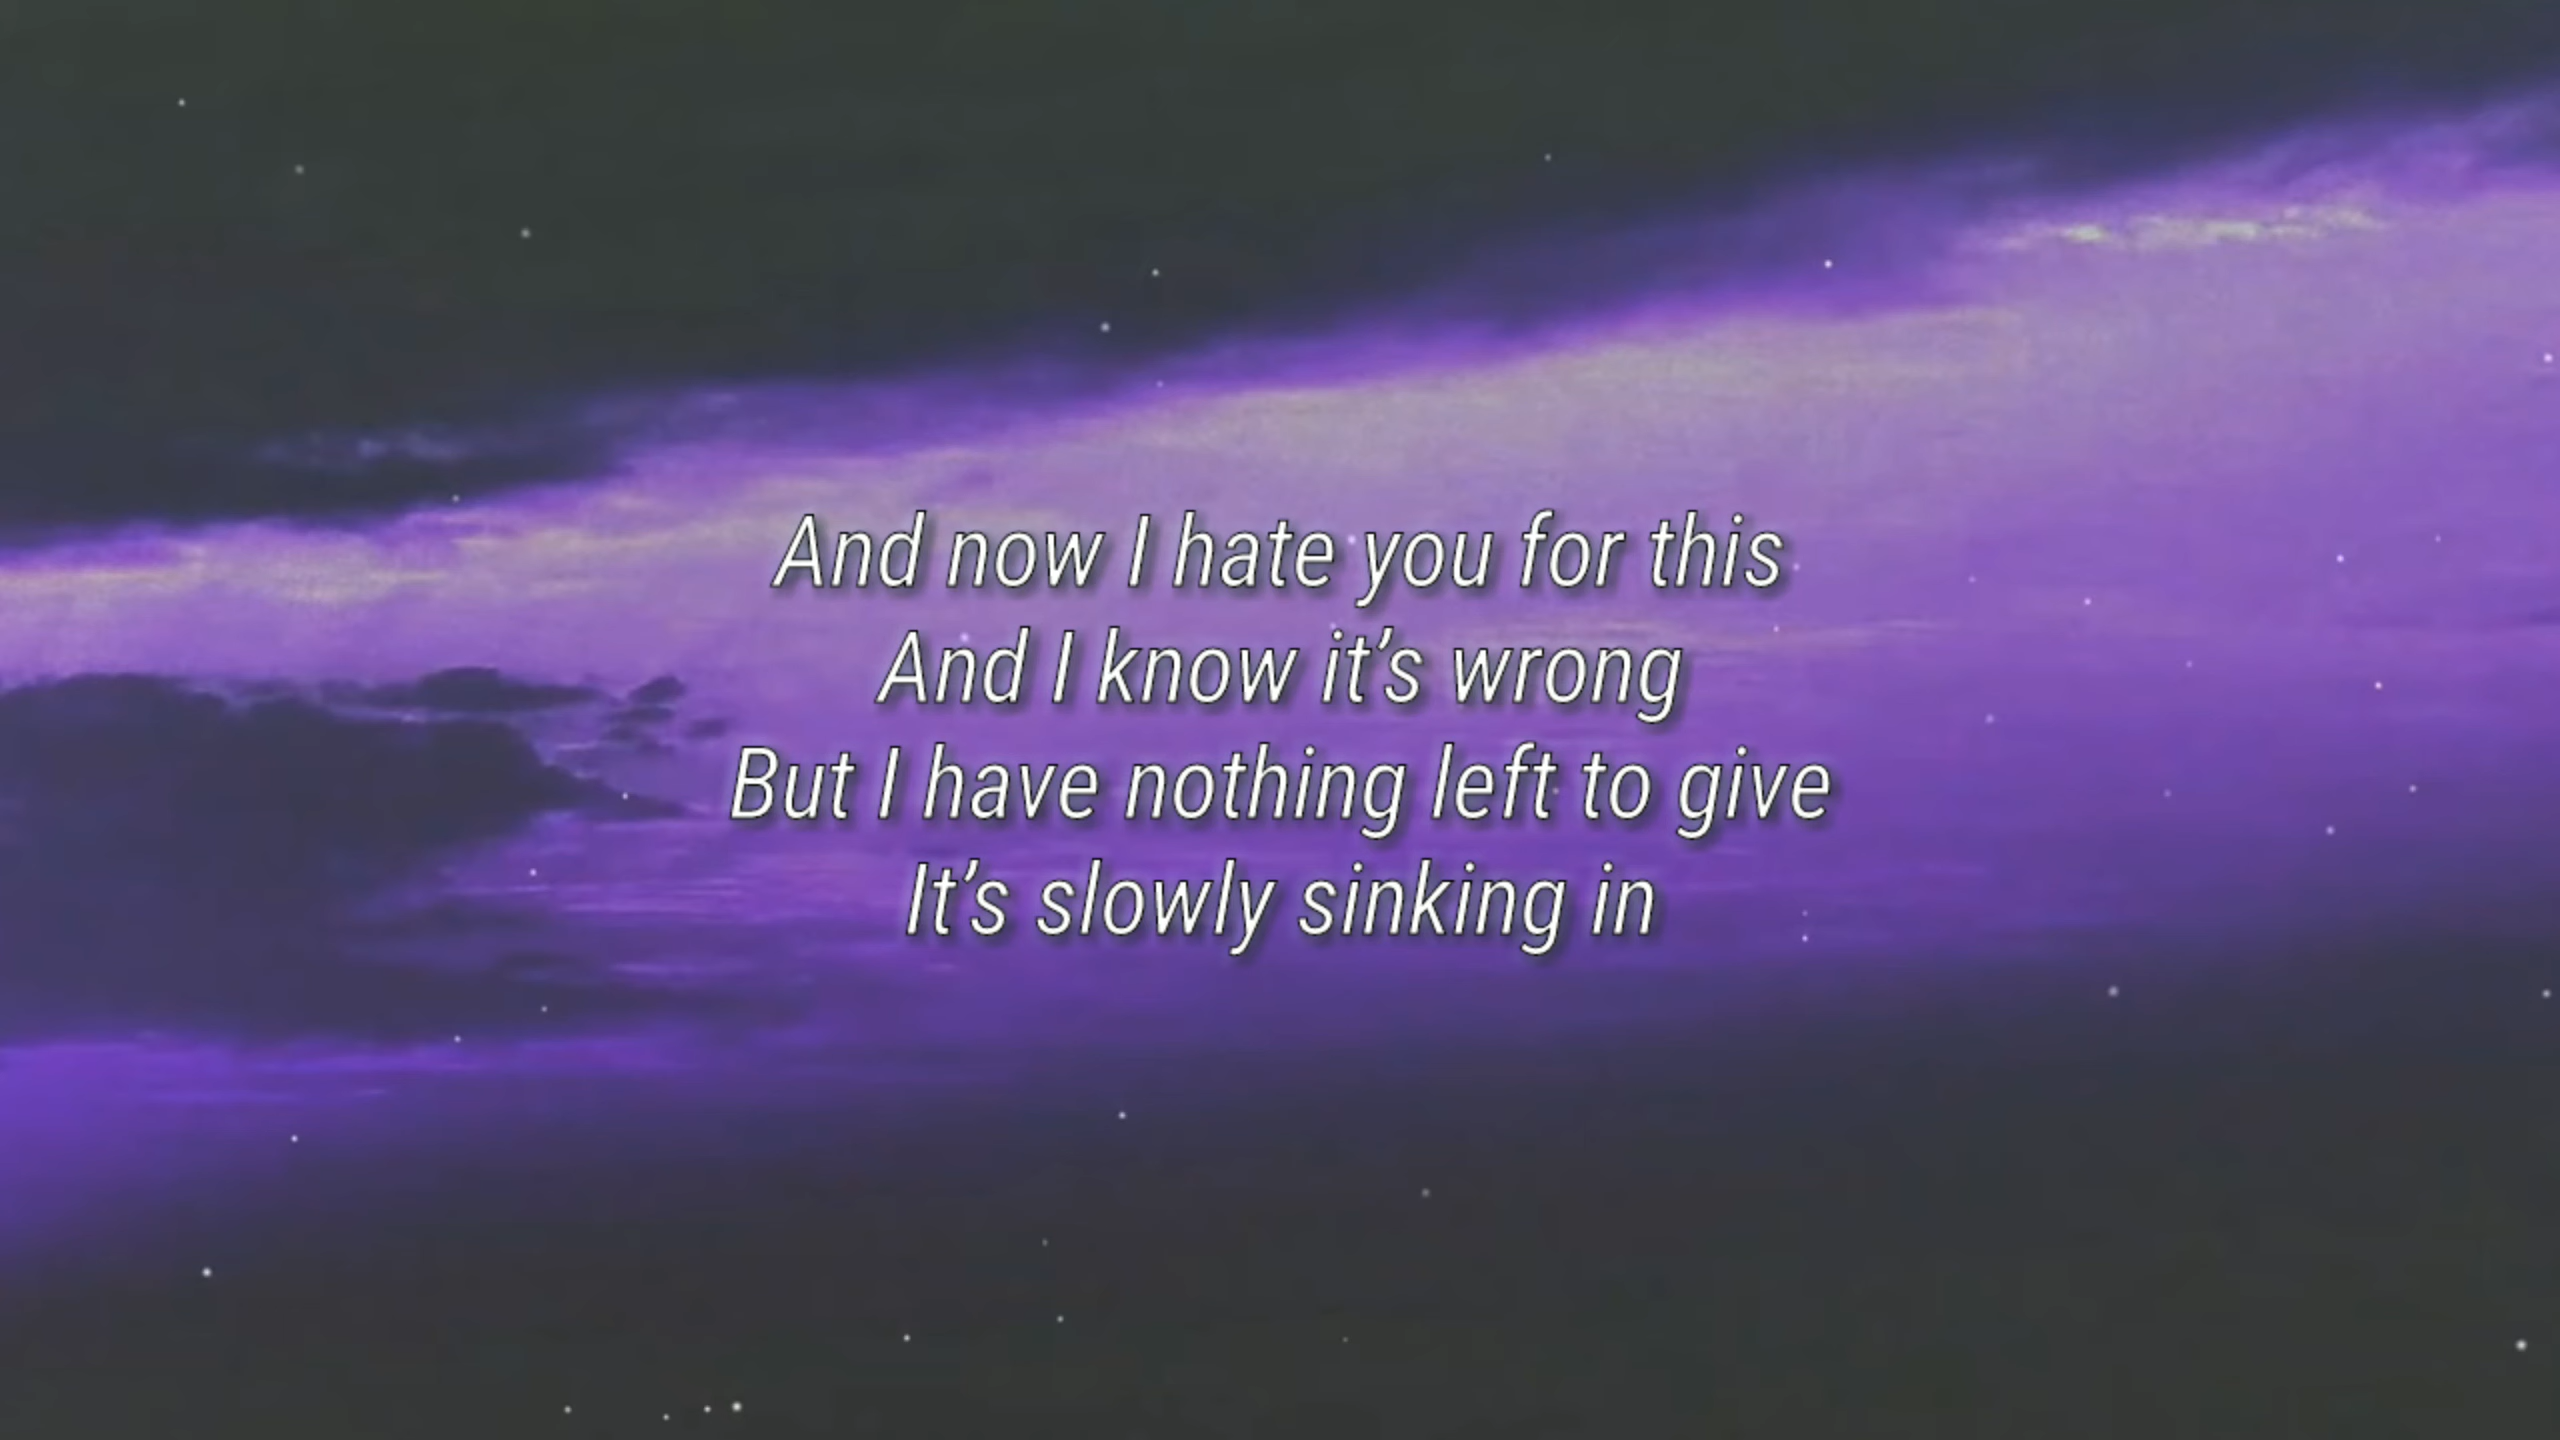 And now I hate you for this
And I know it’s wrong
But I have nothing left to give
It’s slowly sinking in